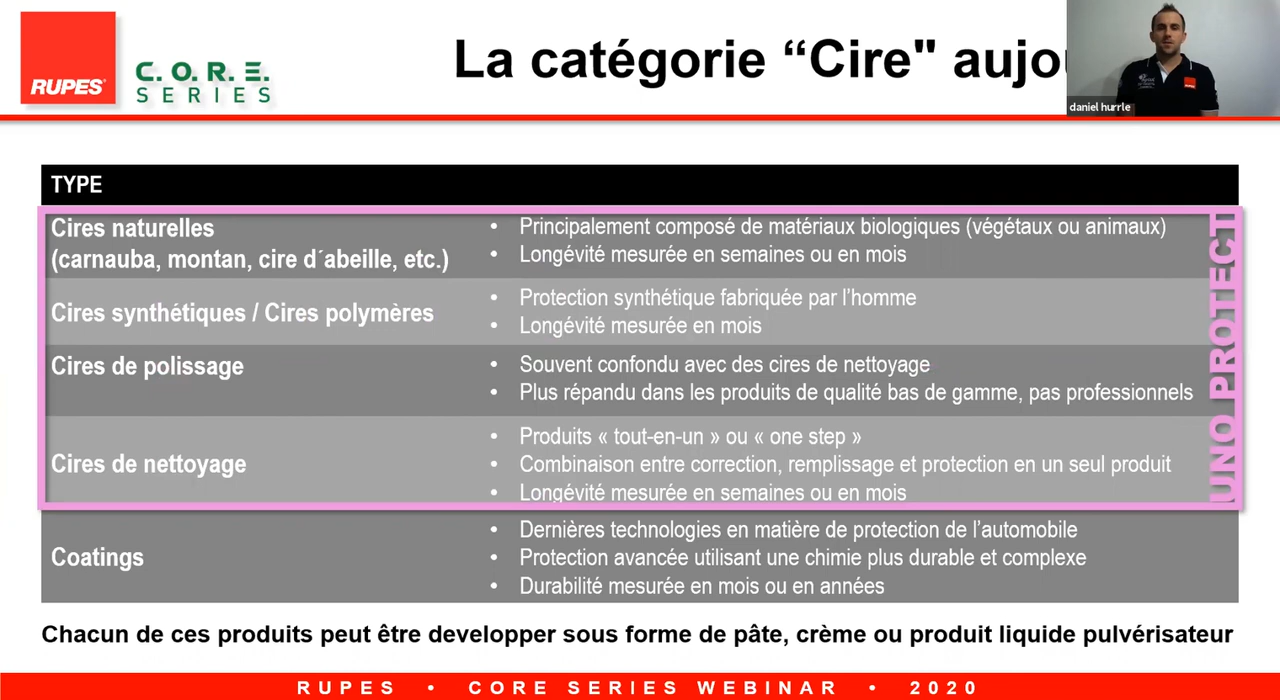 La catégorie “Cire" aujou
RUPES
C.O.R.E.
SERIES
daniel hurrle
TYPE
Cires naturelles
(carnauba, montan, cire d´abeille, etc.)
• Principalement composé de matériaux biologiques (végétaux ou animaux)
• Longévité mesurée en semaines ou en mois
Cires synthétiques / Cires polymères
• Protection synthétique fabriquée par l’homme
• Longévité mesurée en mois
Cires de polissage
• Souvent confondu avec des cires de nettoyage
• Plus répandu dans les produits de qualité bas de gamme, pas professionnels
Cires de nettoyage
• Produits « tout-en-un » ou « one step »
• Combinaison entre correction, remplissage et protection en un seul produit
• Longévité mesurée en semaines ou en mois
UNO PROTECT
Coatings
• Dernières technologies en matière de protection de l’automobile
• Protection avancée utilisant une chimie plus durable et complexe
• Durabilité mesurée en mois ou en années
Chacun de ces produits peut être developper sous forme de pâte, crème ou produit liquide pulvérisateur
RUPES • CORE SERIES WEBINAR • 2020